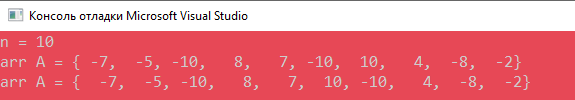 Консоль отладки Microsoft Visual Studio
n = 10
arr A = { -7,  -5, -10,   8,   7, -10,  10,   4,  -8,  -2}
arr A = {  -7,  -5, -10,   8,   7,  10, -10,   4,  -8,  -2}